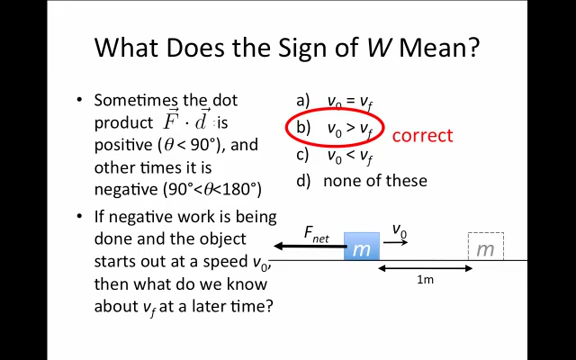 What Does the Sign of W Mean?
• Sometimes the dot
product F⃗ · d⃗ is
positive (θ < 90°), and
other times it is
negative (90°<θ<180°)
• If negative work is being
done and the object
starts out at a speed v₀,
then what do we know
about v_f at a later time?
a) v₀ = v_f
b) v₀ > v_f
correct
c) v₀ < v_f
d) none of these
F_net
v₀
m
m
1m